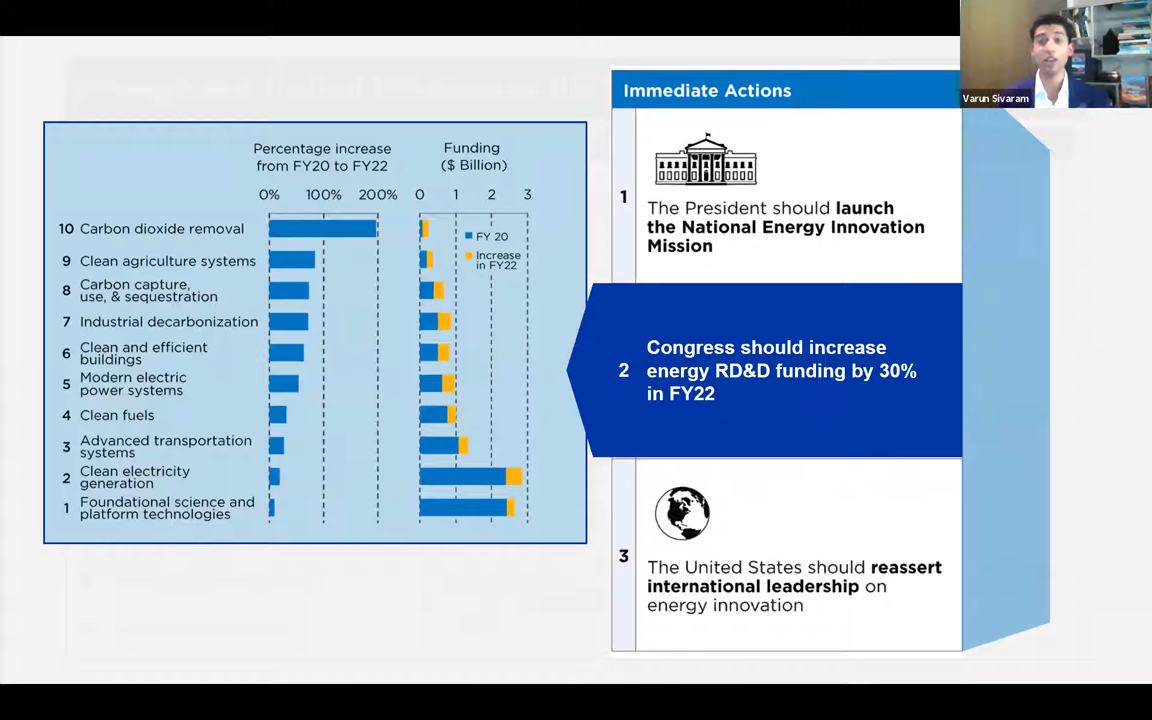 Varun Sivaram
Immediate Actions
Percentage increase
from FY20 to FY22
Funding
($ Billion)
0% 100% 200%
0 1 2 3
10 Carbon dioxide removal
FY 20
Increase
in FY22
9 Clean agriculture systems
8 Carbon capture,
use, & sequestration
7 Industrial decarbonization
6 Clean and efficient
buildings
5 Modern electric
power systems
4 Clean fuels
3 Advanced transportation
systems
2 Clean electricity
generation
1 Foundational science and
platform technologies
1
The President should launch
the National Energy Innovation
Mission
2
Congress should increase
energy RD&D funding by 30%
in FY22
3
The United States should reassert
international leadership on
energy innovation